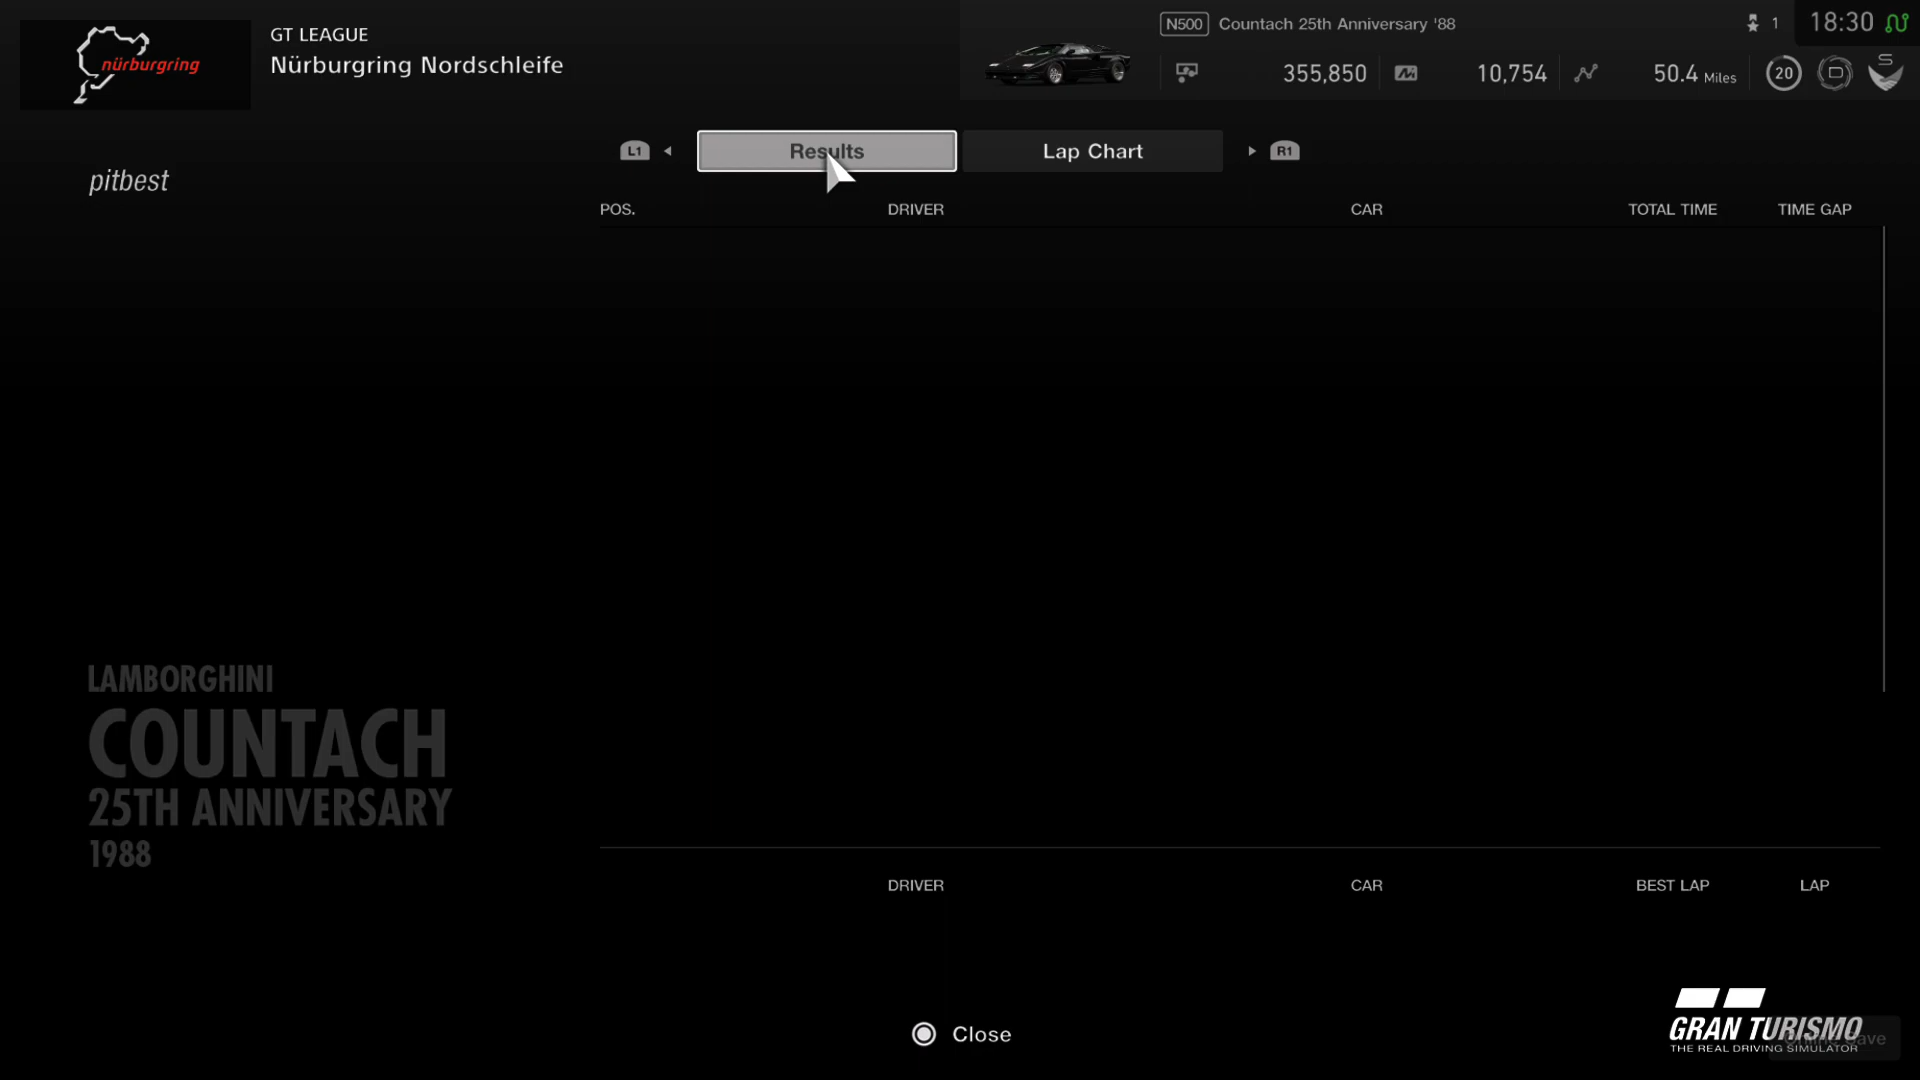 nürburgring
GT LEAGUE
Nürburgring Nordschleife
N500 Countach 25th Anniversary '88
1
18:30
355,850
10,754
50.4 Miles
20
D
S
L1
Results
Lap Chart
R1
pitbest
POS. DRIVER CAR TOTAL TIME TIME GAP
LAMBORGHINI
COUNTACH
25TH ANNIVERSARY
1988
DRIVER CAR BEST LAP LAP
Close
GRAN TURISMO
THE REAL DRIVING SIMULATOR
Online Save